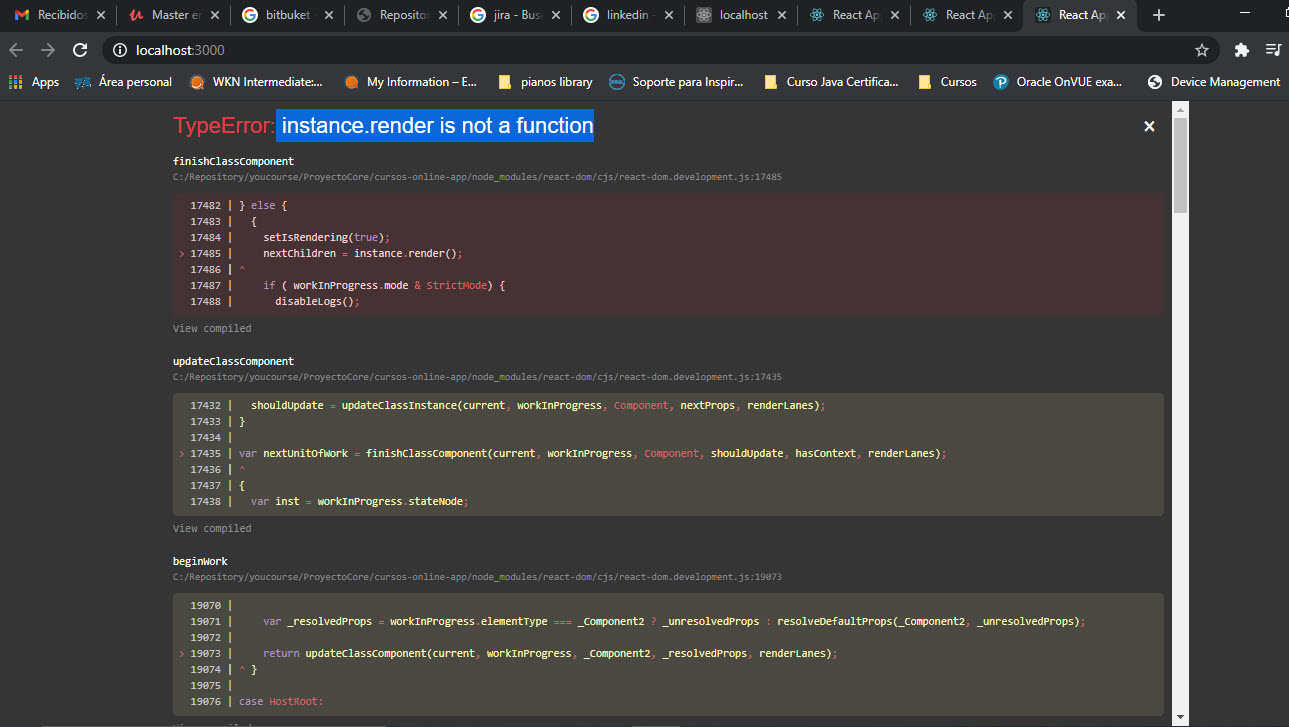 Recibidos Master er bitbuket Repositor jira - Bus linkedin - localhost React Ap React Ap React Ap
localhost:3000
Apps Área personal WKN Intermediate:... My Information – E... pianos library Soporte para Inspir... Curso Java Certifica... Cursos Oracle OnVUE exa... Device Management
TypeError: instance.render is not a function
finishClassComponent
C:/Repository/youcourse/ProyectoCore/cursos-online-app/node_modules/react-dom/cjs/react-dom.development.js:17485
17482 | } else {
17483 | {
17484 | setIsRendering(true);
> 17485 | nextChildren = instance.render();
17486 | ^
17487 | if ( workInProgress.mode & StrictMode) {
17488 | disableLogs();
View compiled
updateClassComponent
C:/Repository/youcourse/ProyectoCore/cursos-online-app/node_modules/react-dom/cjs/react-dom.development.js:17435
17432 | shouldUpdate = updateClassInstance(current, workInProgress, Component, nextProps, renderLanes);
17433 | }
17434 |
> 17435 | var nextUnitOfWork = finishClassComponent(current, workInProgress, Component, shouldUpdate, hasContext, renderLanes);
17436 | ^
17437 | {
17438 | var inst = workInProgress.stateNode;
View compiled
beginWork
C:/Repository/youcourse/ProyectoCore/cursos-online-app/node_modules/react-dom/cjs/react-dom.development.js:19073
19070 |
19071 | var _resolvedProps = workInProgress.elementType === _Component2 ? _unresolvedProps : resolveDefaultProps(_Component2, _unresolvedProps);
19072 |
> 19073 | return updateClassComponent(current, workInProgress, _Component2, _resolvedProps, renderLanes);
19074 | ^ }
19075 |
19076 | case HostRoot: